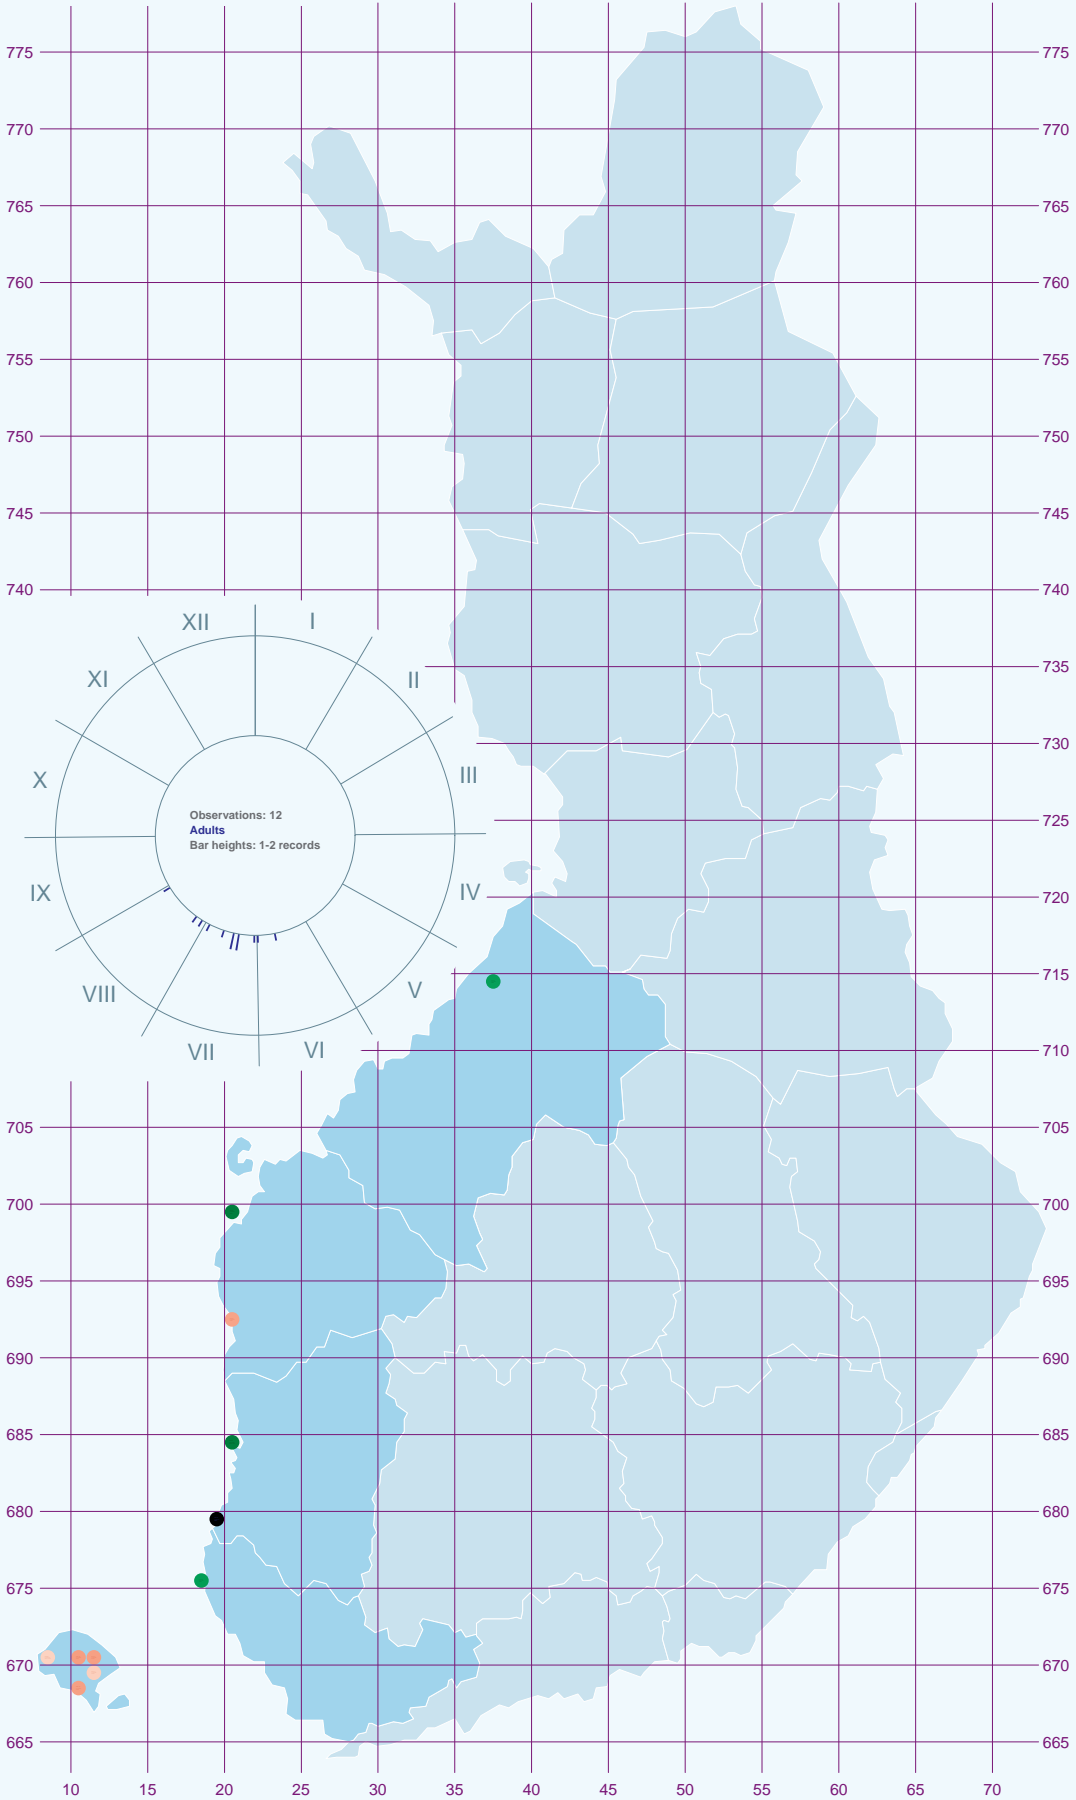 775 775
770 770
765 765
760 760
755 755
750 750
745 745
740 740
XII I
735
XI II
730
X III
725
Observations: 12
Adults
Bar heights: 1-2 records
IX IV
720
VIII V
715
VII VI
710
705 705
700 700
695 695
690 690
685 685
680 680
675 675
670 670
665 665
10 15 20 25 30 35 40 45 50 55 60 65 70